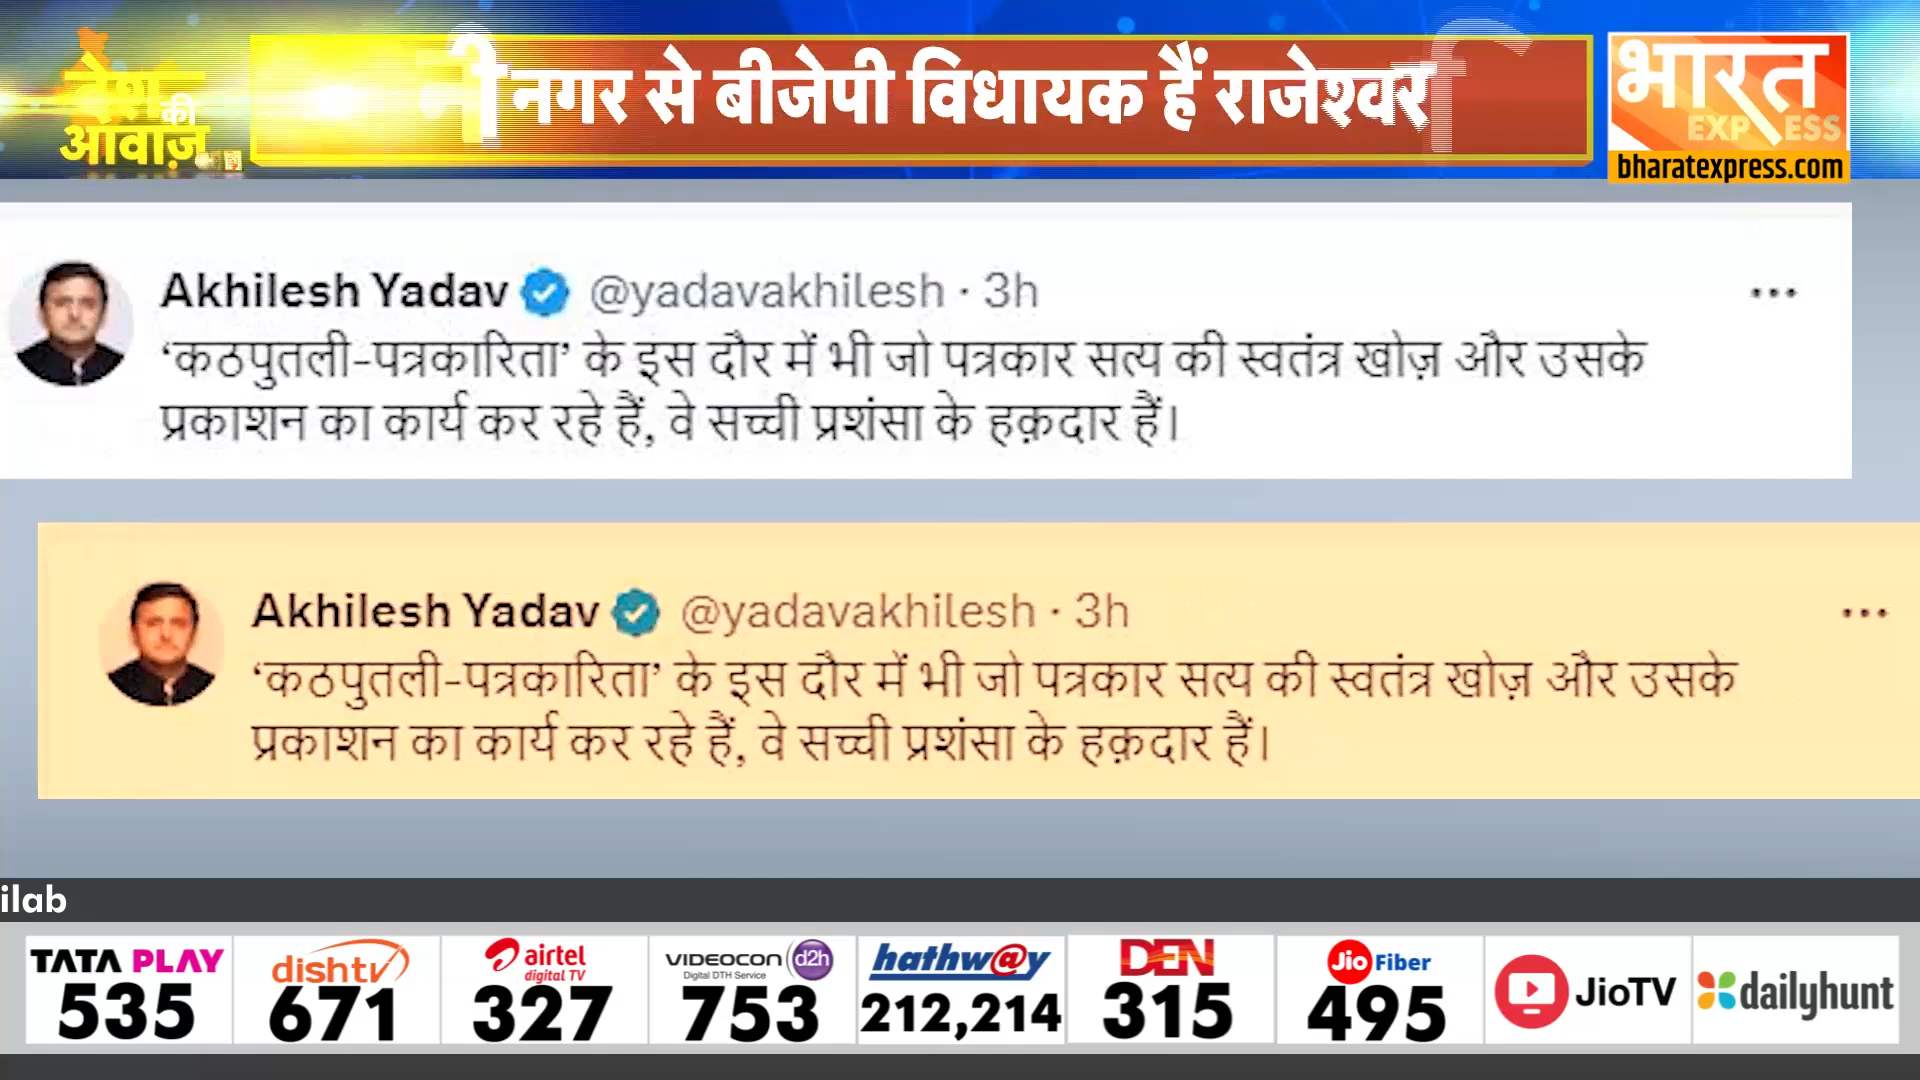 देश
की
आवाज़
नगर से बीजेपी विधायक हैं राजेश्वर
भारत
EXPRESS
bharatexpress.com
Akhilesh Yadav @yadavakhilesh · 3h
‘कठपुतली-पत्रकारिता’ के इस दौर में भी जो पत्रकार सत्य की स्वतंत्र खोज़ और उसके
प्रकाशन का कार्य कर रहे हैं, वे सच्ची प्रशंसा के हक़दार हैं।
Akhilesh Yadav @yadavakhilesh · 3h
‘कठपुतली-पत्रकारिता’ के इस दौर में भी जो पत्रकार सत्य की स्वतंत्र खोज़ और उसके
प्रकाशन का कार्य कर रहे हैं, वे सच्ची प्रशंसा के हक़दार हैं।
ilab
TATA PLAY
535
dishtv
671
airtel
digital TV
327
VIDEOCON d2h
Digital DTH Service
753
hathw@y
212,214
DEN
315
Jio Fiber
495
JioTV
dailyhunt